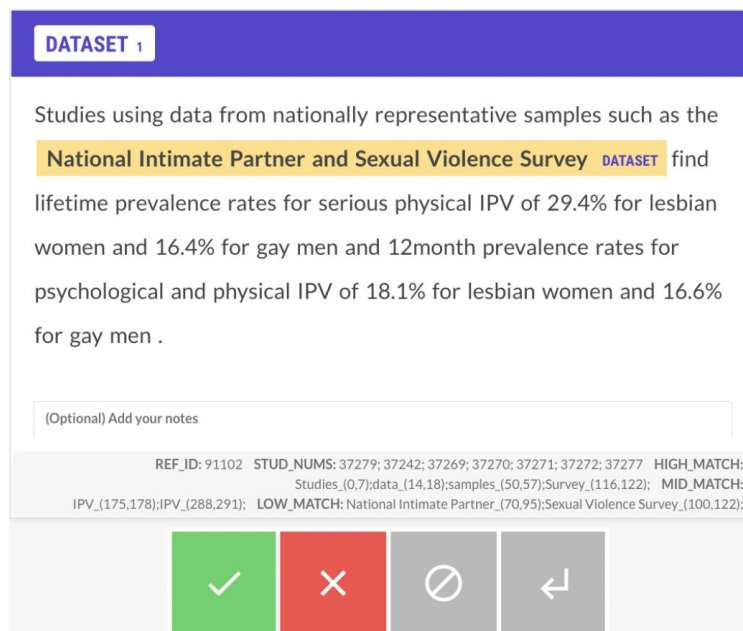 DATASET 1
Studies using data from nationally representative samples such as the
National Intimate Partner and Sexual Violence Survey DATASET find
lifetime prevalence rates for serious physical IPV of 29.4% for lesbian
women and 16.4% for gay men and 12month prevalence rates for
psychological and physical IPV of 18.1% for lesbian women and 16.6%
for gay men .
(Optional) Add your notes
REF_ID: 91102 STUD_NUMS: 37279; 37242; 37269; 37270; 37271; 37272; 37277 HIGH_MATCH:
Studies_(0,7);data_(14,18);samples_(50,57);Survey_(116,122); MID_MATCH:
IPV_(175,178);IPV_(288,291); LOW_MATCH: National Intimate Partner_(70,95);Sexual Violence Survey_(100,122);